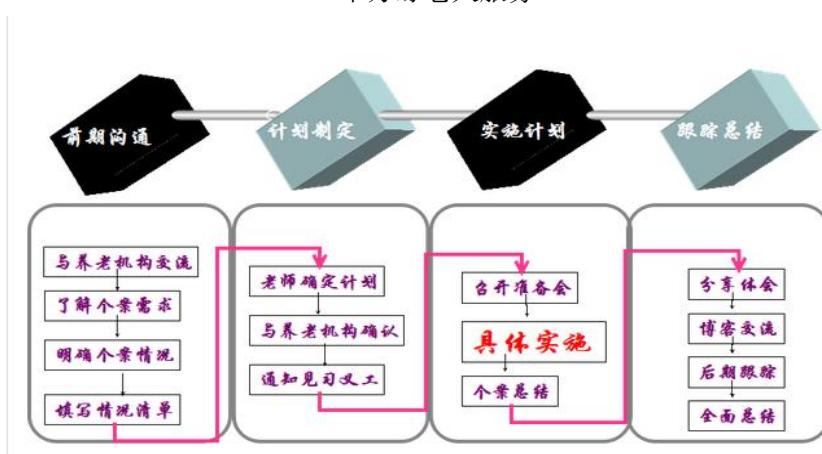 前期沟通
计划制定
实施计划
跟踪总结
与养老机构交流
了解个案需求
明确个案情况
填写情况清单
老师确定计划
与养老机构确认
通知见习义工
召开准备会
具体实施
个案总结
分享体会
博客交流
后期跟踪
全面总结